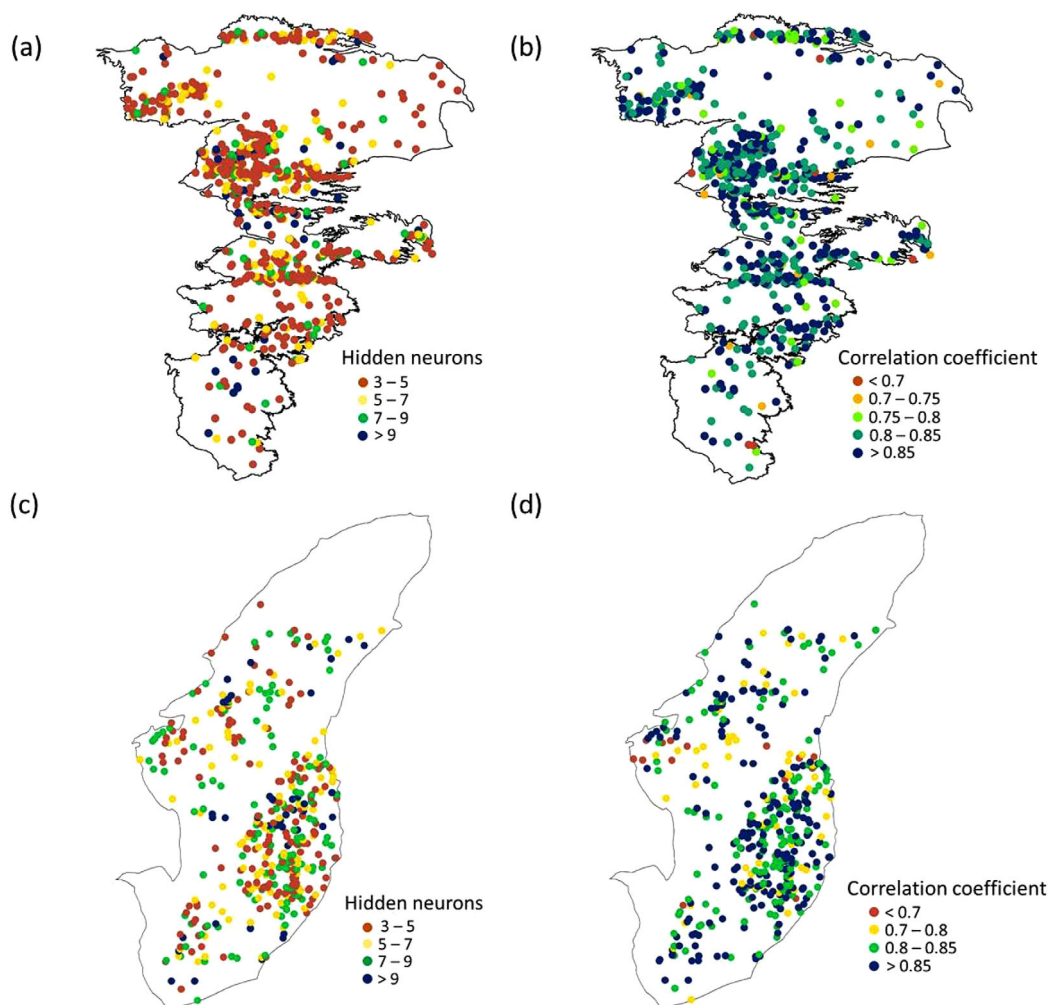 (a)
(b)
Hidden neurons
3 – 5
5 – 7
7 – 9
> 9
Correlation coefficient
< 0.7
0.7 – 0.75
0.75 – 0.8
0.8 – 0.85
> 0.85
(c)
(d)
Hidden neurons
3 – 5
5 – 7
7 – 9
> 9
Correlation coefficient
< 0.7
0.7 – 0.8
0.8 – 0.85
> 0.85